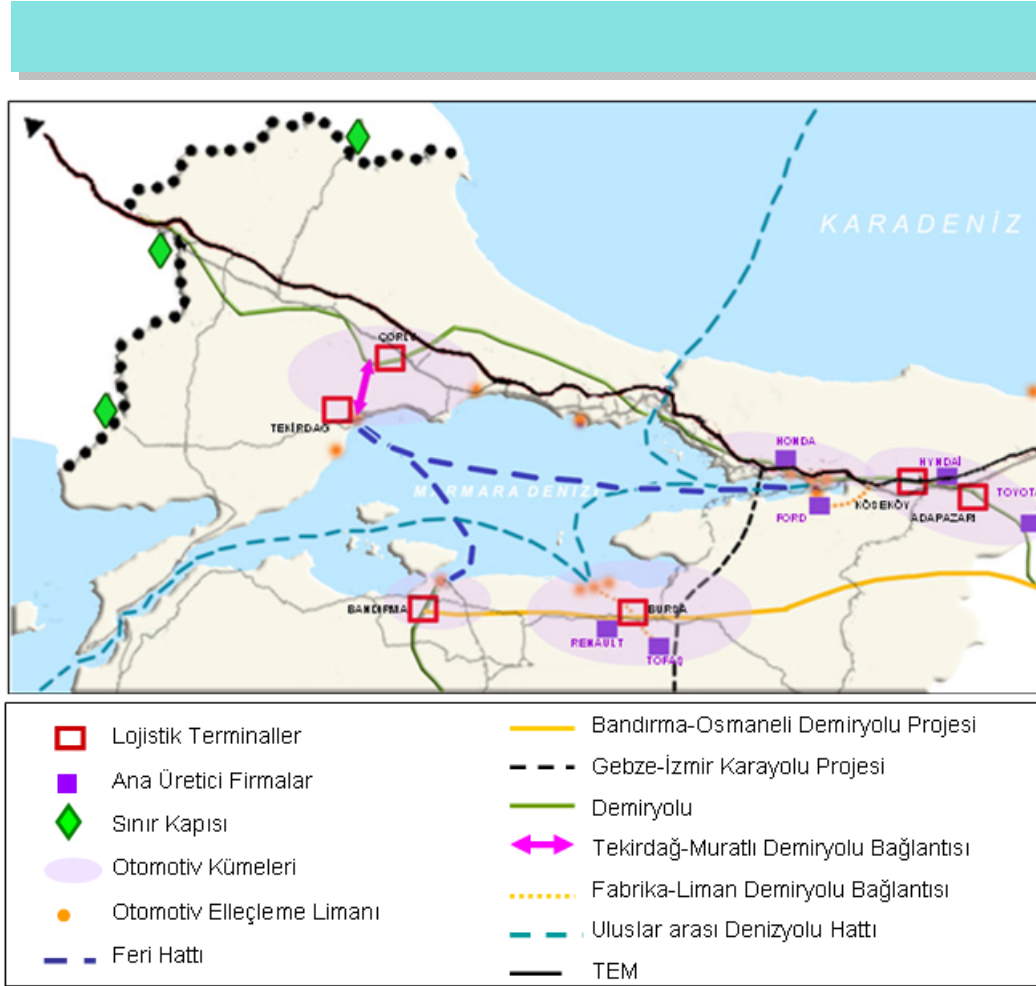 KARADENİZ
ÇORLU
TEKİRDAĞ
HONDA
HYNDAİ
MARMARA DENİZİ
TOYOTA
KÖSEKÖY
FORD
ADAPAZARI
BANDIRMA
BURSA
RENAULT
TOFAŞ
Lojistik Terminaller
Ana Üretici Firmalar
Sınır Kapısı
Otomotiv Kümeleri
Otomotiv Elleçleme Limanı
Feri Hattı
Bandırma-Osmaneli Demiryolu Projesi
Gebze-İzmir Karayolu Projesi
Demiryolu
Tekirdağ-Muratlı Demiryolu Bağlantısı
Fabrika-Liman Demiryolu Bağlantısı
Uluslar arası Denizyolu Hattı
TEM